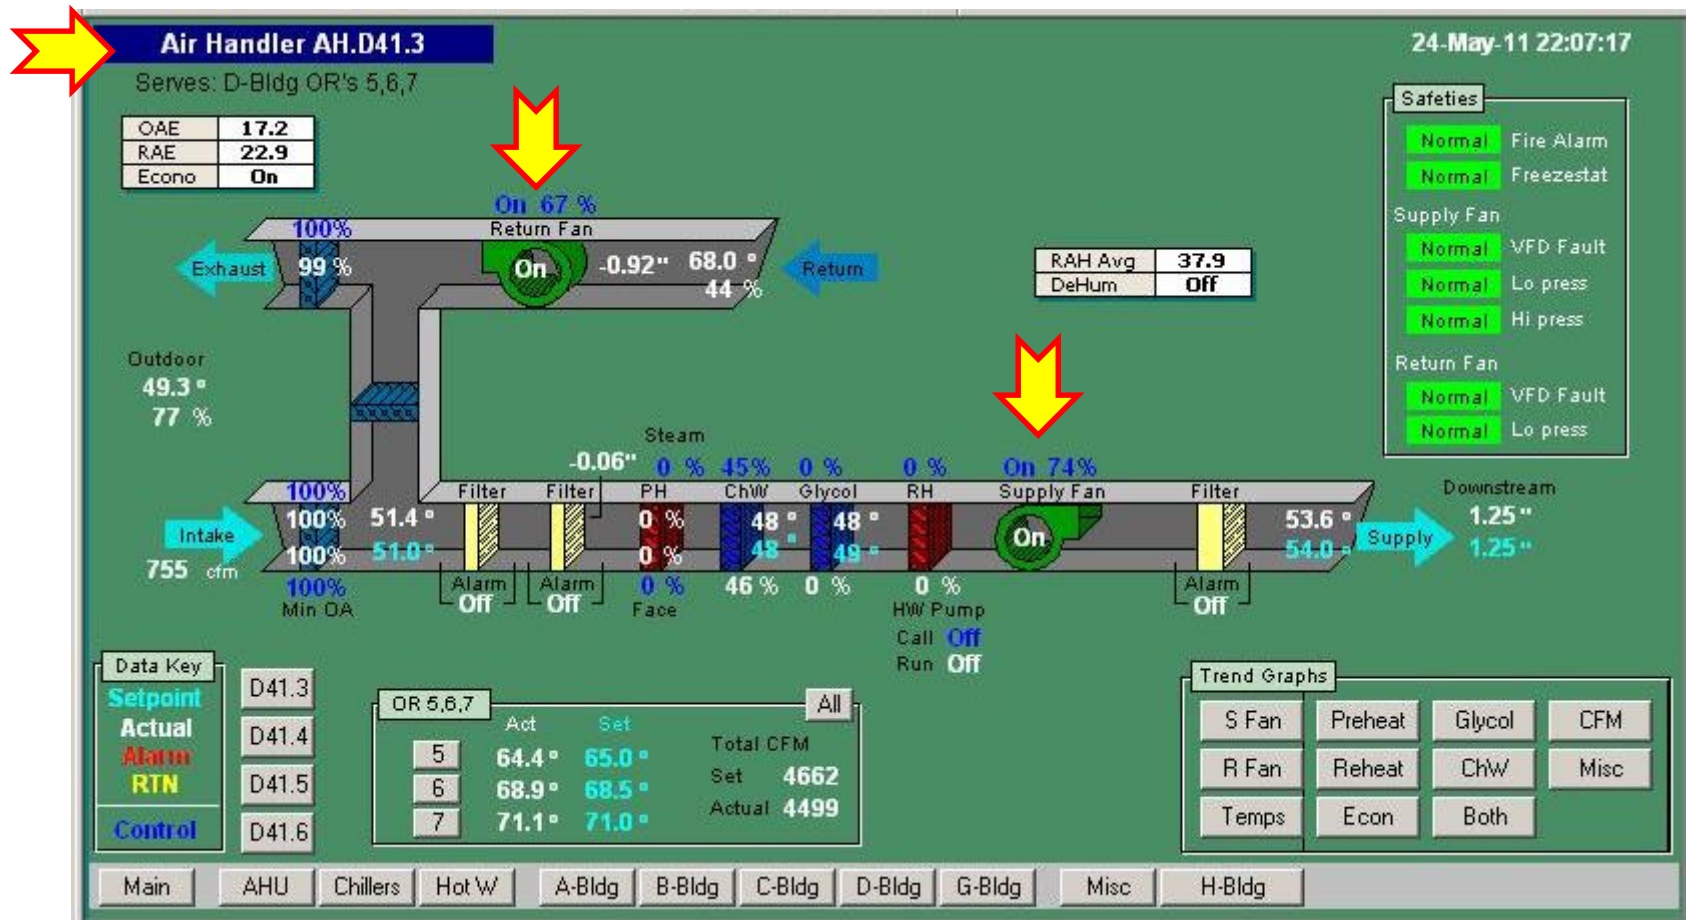 Air Handler AH.D41.3
24-May-11 22:07:17
Serves: D-Bldg OR's 5,6,7
OAE 17.2
RAE 22.9
Econo On
Safeties
Normal Fire Alarm
Normal Freezestat
Supply Fan
Normal VFD Fault
Normal Lo press
Normal Hi press
Return Fan
Normal VFD Fault
Normal Lo press
On 67 %
100% Return Fan
Exhaust 99 % On -0.92" 68.0 ° Return
44 %
RAH Avg 37.9
DeHum Off
Outdoor
49.3 °
77 %
Steam
-0.06" 0 % 45% 0 % 0 % On 74%
100% Filter Filter PH ChW Glycol RH Supply Fan Filter Downstream
Intake 100% 51.4 ° 0 % 48 ° 48 ° On 53.6 ° Supply 1.25 "
100% 51.0 ° 0 % 48 ° 49 ° 54.0 ° 1.25 "
755 cfm
100% Alarm Alarm 0 % 46 % 0 % 0 % Alarm
Min OA Off Off Face HW Pump Off
Call Off
Run Off
Data Key
Setpoint
Actual
Alarm
RTN
Control
D41.3
D41.4
D41.5
D41.6
OR 5,6,7 All
Act Set
5 64.4 ° 65.0 °
6 68.9 ° 68.5 °
7 71.1 ° 71.0 °
Total CFM
Set 4662
Actual 4499
Trend Graphs
S Fan Preheat Glycol CFM
R Fan Reheat ChW Misc
Temps Econ Both
Main AHU Chillers Hot W A-Bldg B-Bldg C-Bldg D-Bldg G-Bldg Misc H-Bldg